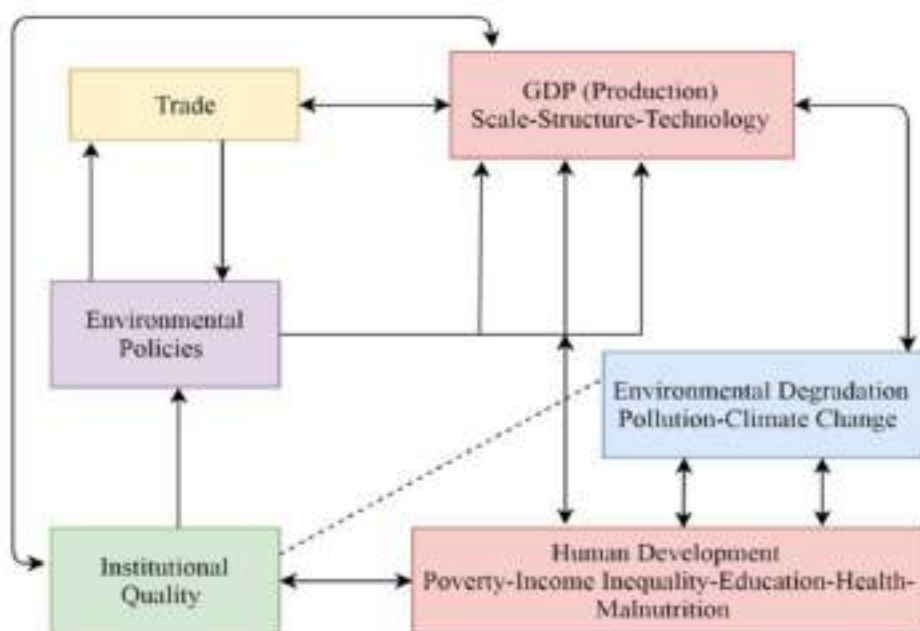 Trade
GDP (Production)
Scale-Structure-Technology
Environmental
Policies
Environmental Degradation
Pollution-Climate Change
Institutional
Quality
Human Development
Poverty-Income Inequality-Education-Health-
Malnutrition